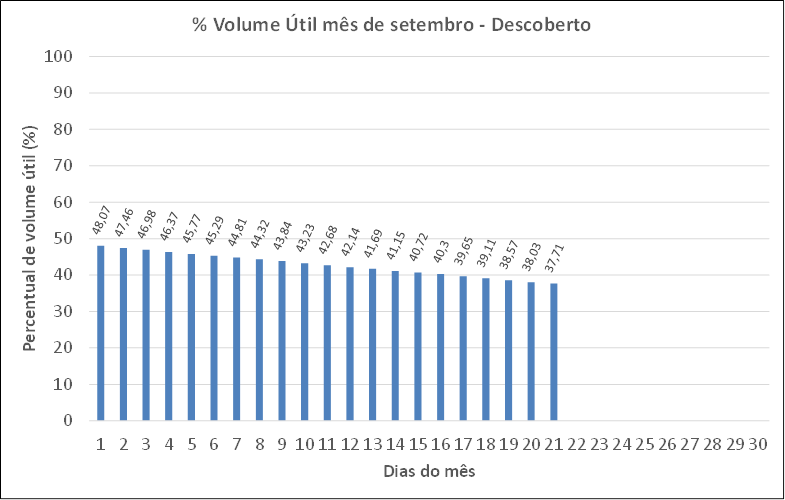 % Volume Útil mês de setembro - Descoberto
Percentual de volume útil (%)
100
90
80
70
60
50
40
30
20
10
0
48,07 47,46 46,98 46,37 45,77 45,29 44,81 44,32 43,84 43,23 42,68 42,14 41,69 41,15 40,72 40,3 39,65 39,11 38,57 38,03 37,71
1 2 3 4 5 6 7 8 9 10 11 12 13 14 15 16 17 18 19 20 21 22 23 24 25 26 27 28 29 30
Dias do mês